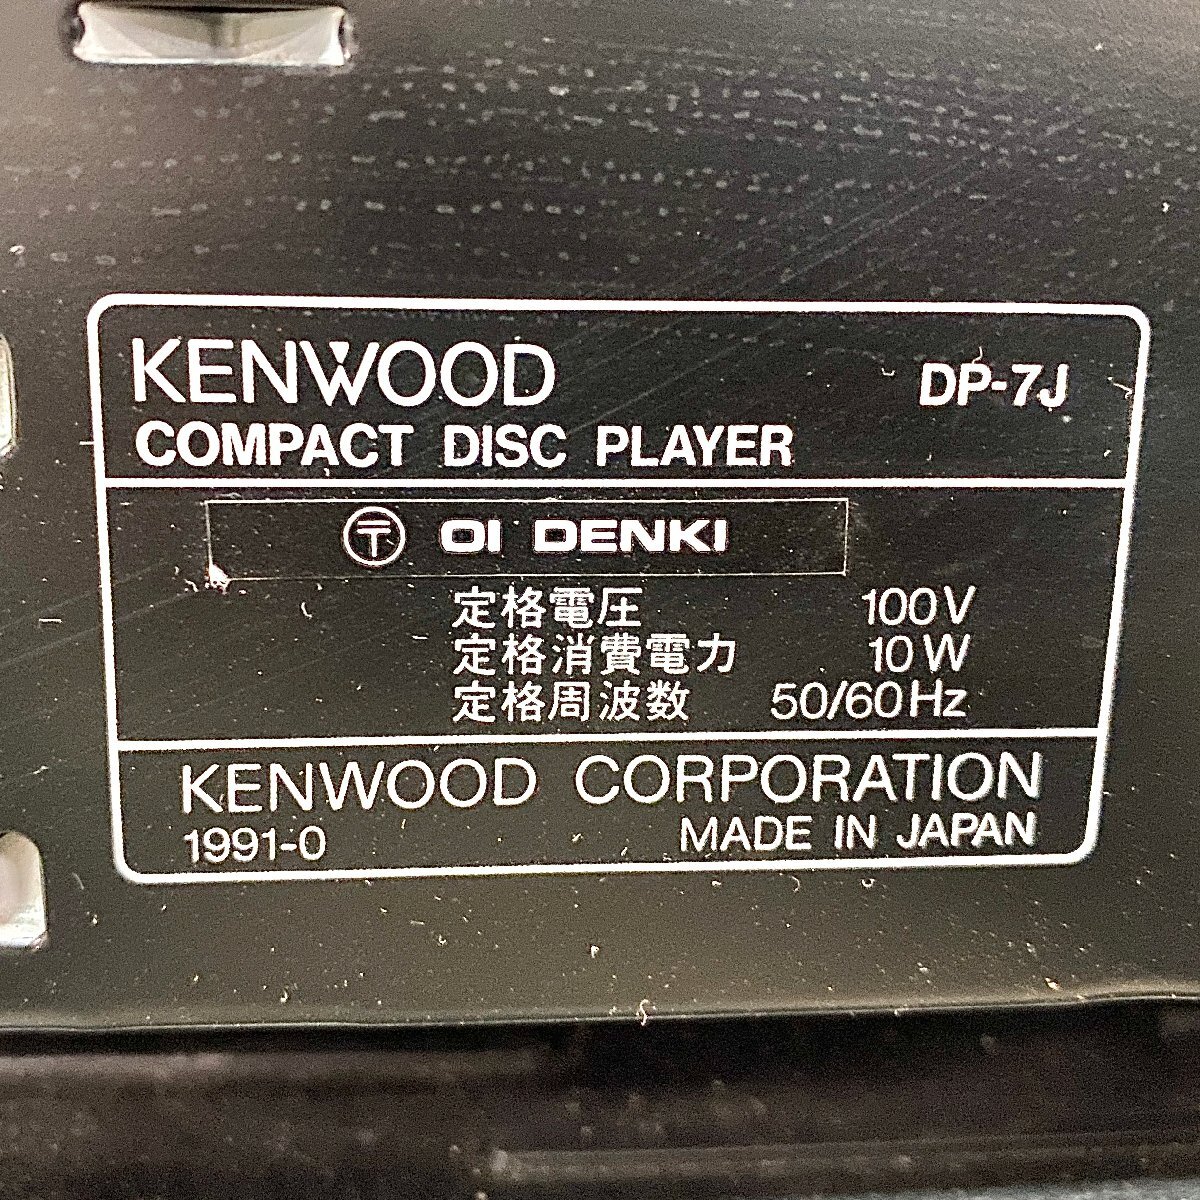 KENWOOD DP-7J
COMPACT DISC PLAYER
〒 OI DENKI
定格電圧 100V
定格消費電力 10W
定格周波数 50/60Hz
KENWOOD CORPORATION
1991-0 MADE IN JAPAN